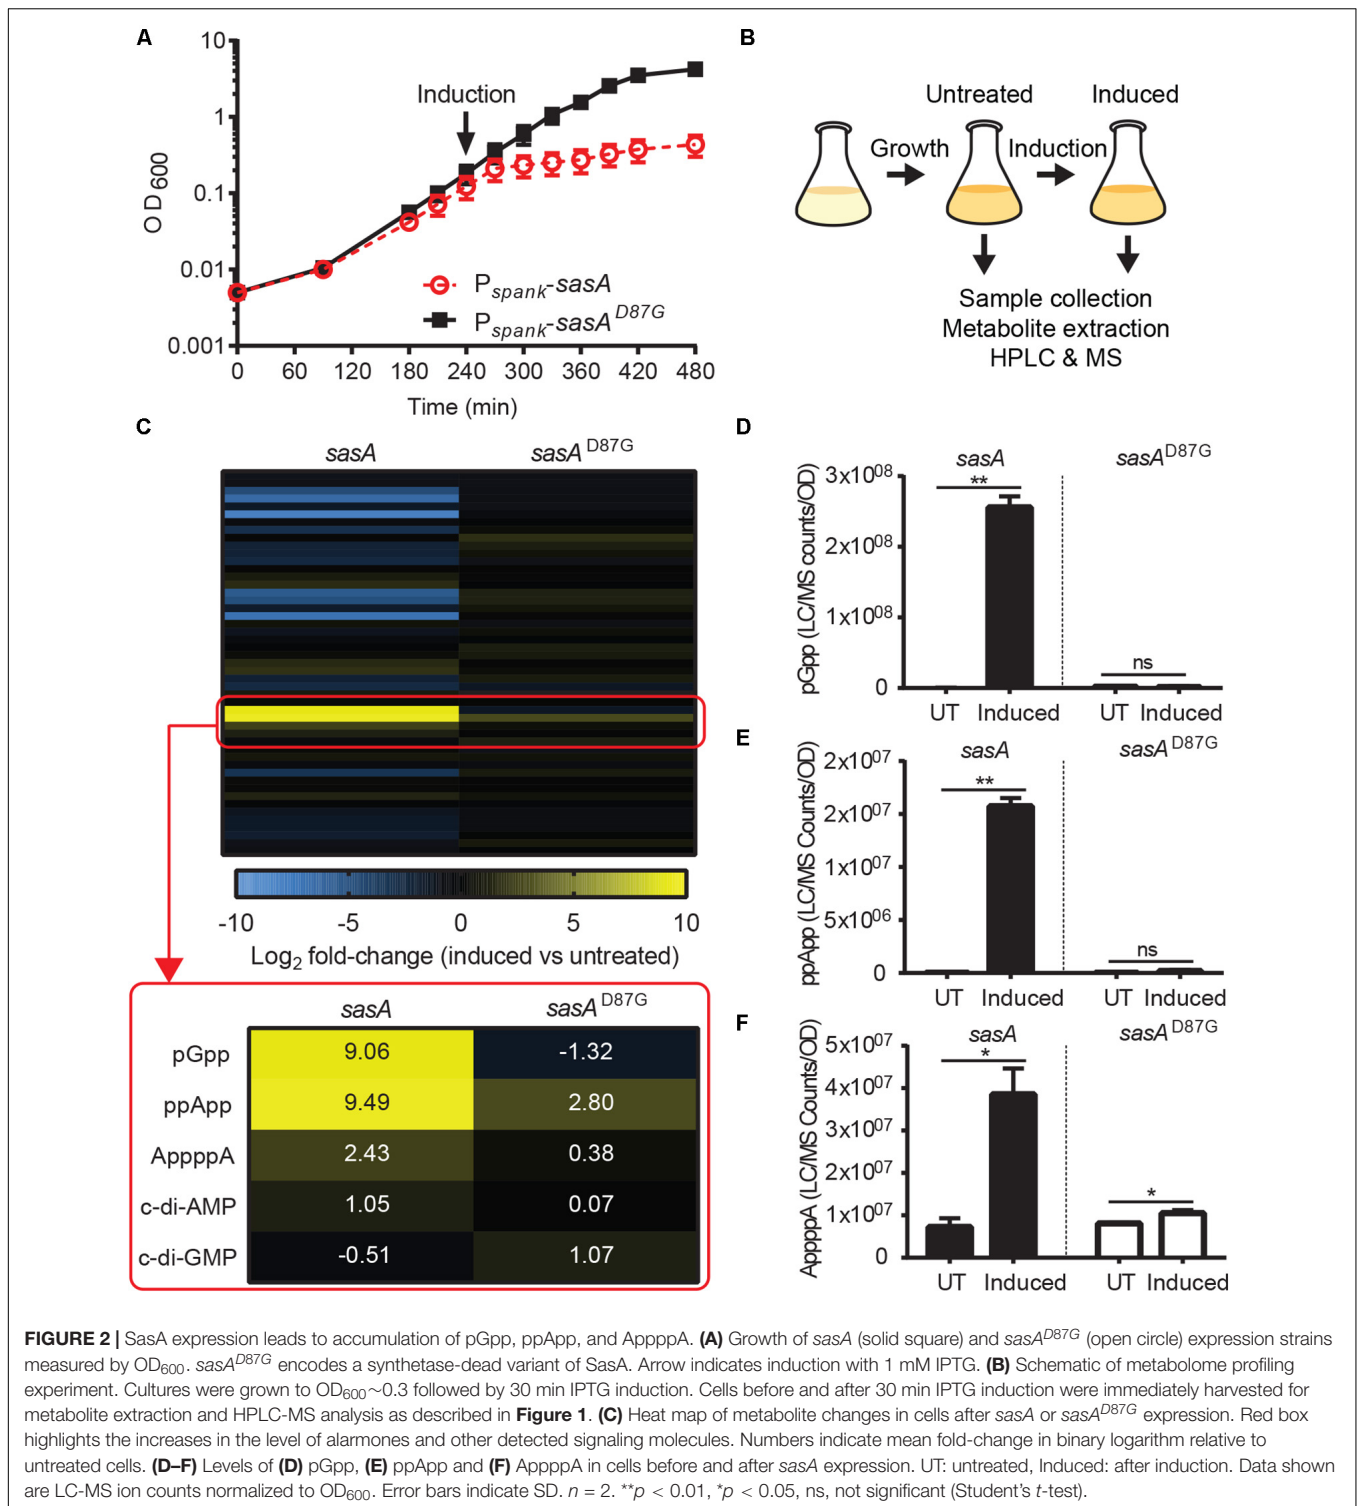 A
10
1
0.1
0.01
0.001
OD600
Induction
Pspank-sasA
Pspank-sasAD87G
0 60 120 180 240 300 360 420 480
Time (min)
B
Untreated Induced
Growth Induction
Sample collection
Metabolite extraction
HPLC & MS
C
sasA sasAD87G
-10 -5 0 5 10
Log2 fold-change (induced vs untreated)
sasA sasAD87G
pGpp 9.06 -1.32
ppApp 9.49 2.80
AppppA 2.43 0.38
c-di-AMP 1.05 0.07
c-di-GMP -0.51 1.07
D
sasA sasAD87G
pGpp (LC/MS counts/OD)
3x10^08
2x10^08
1x10^08
0
**
ns
UT Induced UT Induced
E
sasA sasAD87G
ppApp (LC/MS Counts/OD)
2x10^07
2x10^07
1x10^07
5x10^06
0
**
ns
UT Induced UT Induced
F
sasA sasAD87G
AppppA (LC/MS Counts/OD)
5x10^07
4x10^07
3x10^07
2x10^07
1x10^07
0
*
*
UT Induced UT Induced
FIGURE 2 | SasA expression leads to accumulation of pGpp, ppApp, and AppppA. (A) Growth of sasA (solid square) and sasAD87G (open circle) expression strains
measured by OD600. sasAD87G encodes a synthetase-dead variant of SasA. Arrow indicates induction with 1 mM IPTG. (B) Schematic of metabolome profiling
experiment. Cultures were grown to OD600~0.3 followed by 30 min IPTG induction. Cells before and after 30 min IPTG induction were immediately harvested for
metabolite extraction and HPLC-MS analysis as described in Figure 1. (C) Heat map of metabolite changes in cells after sasA or sasAD87G expression. Red box
highlights the increases in the level of alarmones and other detected signaling molecules. Numbers indicate mean fold-change in binary logarithm relative to
untreated cells. (D–F) Levels of (D) pGpp, (E) ppApp and (F) AppppA in cells before and after sasA expression. UT: untreated, Induced: after induction. Data shown
are LC-MS ion counts normalized to OD600. Error bars indicate SD. n = 2. **p < 0.01, *p < 0.05, ns, not significant (Student's t-test).